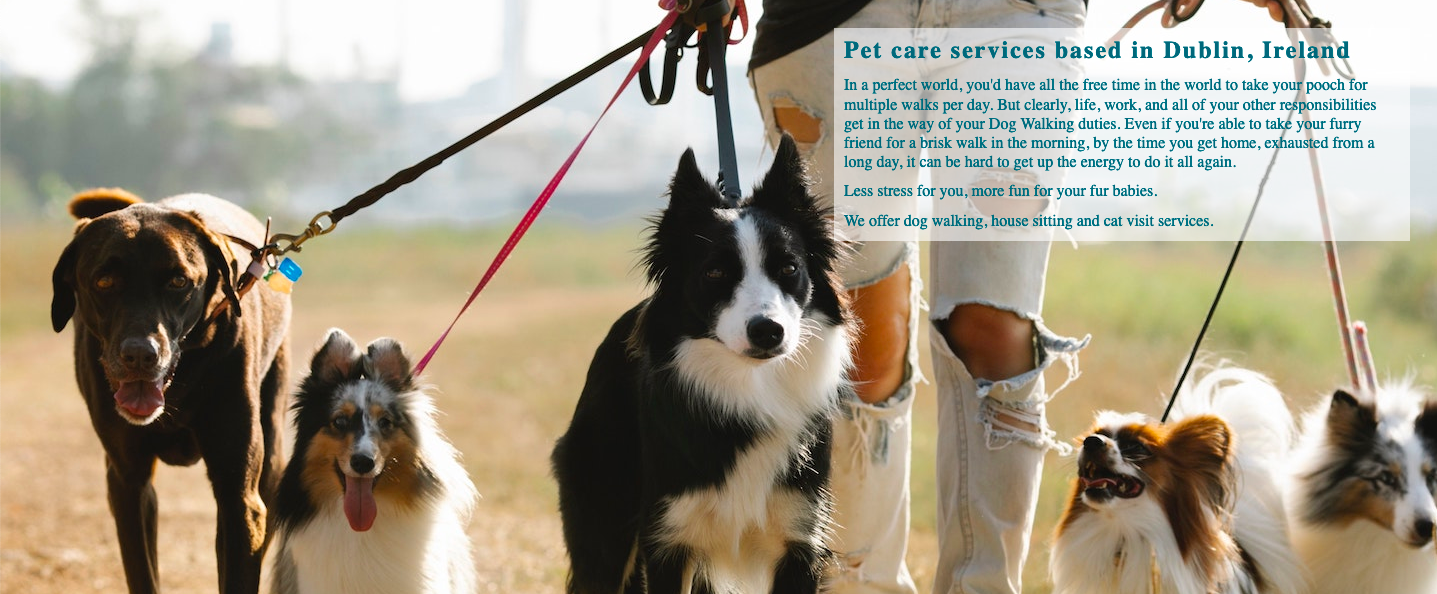 Pet care services based in Dublin, Ireland
In a perfect world, you'd have all the free time in the world to take your pooch for
multiple walks per day. But clearly, life, work, and all of your other responsibilities
get in the way of your Dog Walking duties. Even if you're able to take your furry
friend for a brisk walk in the morning, by the time you get home, exhausted from a
long day, it can be hard to get up the energy to do it all again.
Less stress for you, more fun for your fur babies.
We offer dog walking, house sitting and cat visit services.